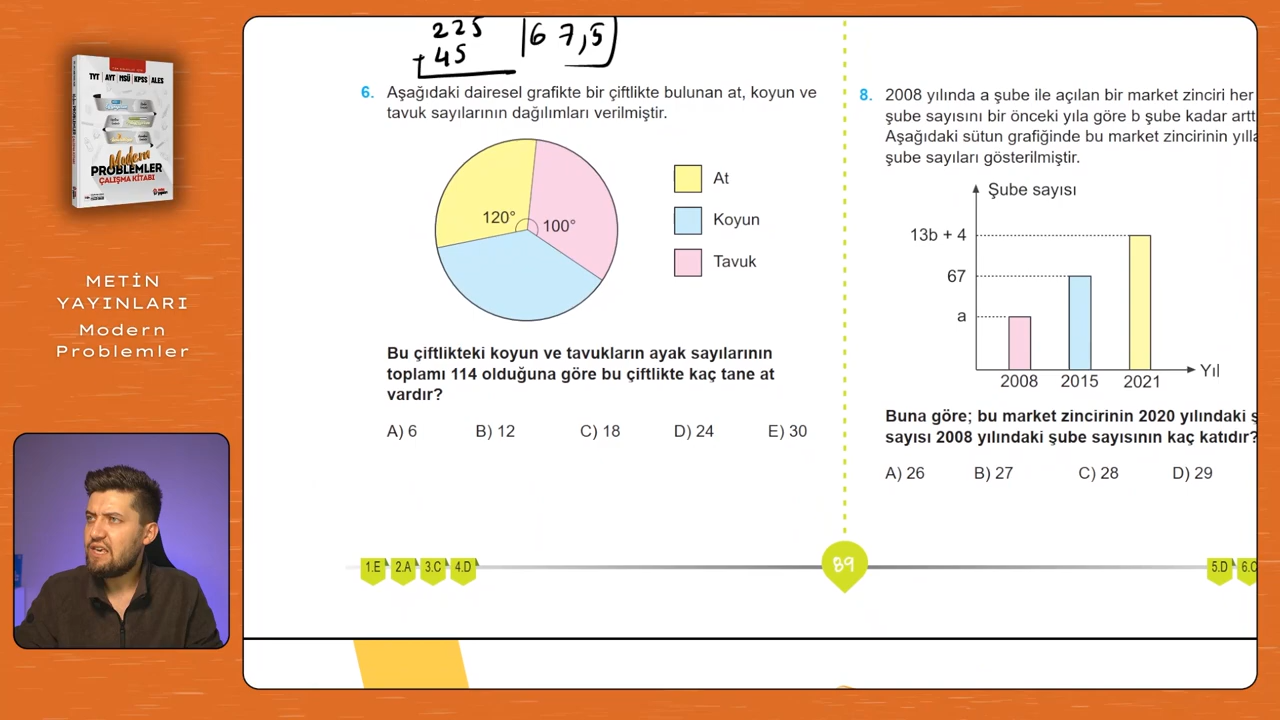 TYT | AYT | MSÜ | KPSS | ALES
Modern
PROBLEMLER
ÇALIŞMA KİTABI
METİN
YAYINLARI
Modern
Problemler
225
+45
67,5
6. Aşağıdaki dairesel grafikte bir çiftlikte bulunan at, koyun ve
tavuk sayılarının dağılımları verilmiştir.
120°
100°
At
Koyun
Tavuk
Bu çiftlikteki koyun ve tavukların ayak sayılarının
toplamı 114 olduğuna göre bu çiftlikte kaç tane at
vardır?
A) 6 B) 12 C) 18 D) 24 E) 30
8. 2008 yılında a şube ile açılan bir market zinciri her
şube sayısını bir önceki yıla göre b şube kadar artt
Aşağıdaki sütun grafiğinde bu market zincirinin yılla
şube sayıları gösterilmiştir.
Şube sayısı
13b + 4
67
a
2008 2015 2021
Yıl
Buna göre; bu market zincirinin 2020 yılındaki ş
sayısı 2008 yılındaki şube sayısının kaç katıdır?
A) 26 B) 27 C) 28 D) 29
1.E 2.A 3.C 4.D
89
5.D 6.C